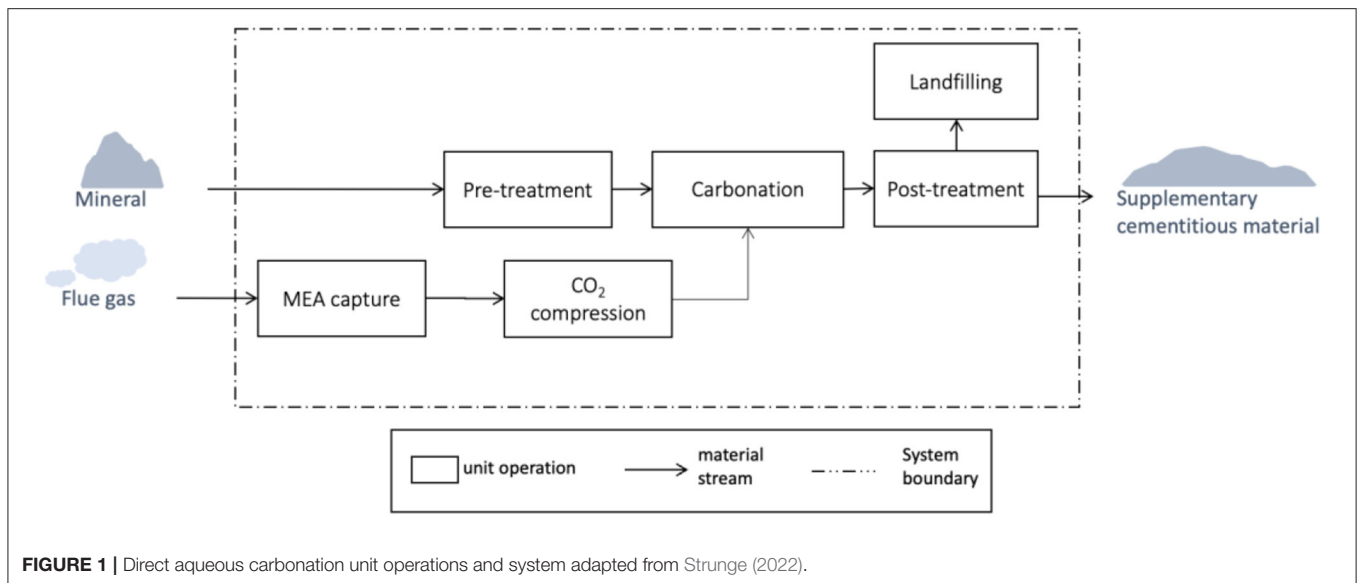 Landfilling
Mineral
Pre-treatment
Carbonation
Post-treatment
Supplementary
cementitious material
Flue gas
MEA capture
CO₂
compression
unit operation
material
stream
System
boundary
FIGURE 1 | Direct aqueous carbonation unit operations and system adapted from Strunge (2022).